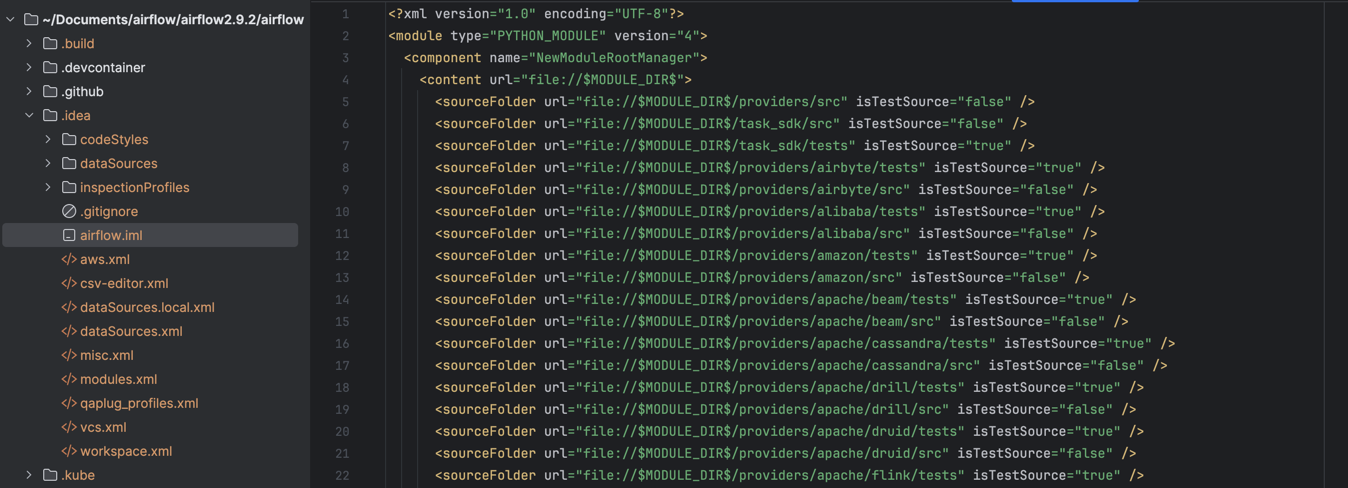 ~/Documents/airflow/airflow2.9.2/airflow
.build
.devcontainer
.github
.idea
codeStyles
dataSources
inspectionProfiles
.gitignore
airflow.iml
</> aws.xml
</> csv-editor.xml
</> dataSources.local.xml
</> dataSources.xml
</> misc.xml
</> modules.xml
</> qaplug_profiles.xml
</> vcs.xml
</> workspace.xml
.kube
1 <?xml version="1.0" encoding="UTF-8"?>
2 <module type="PYTHON_MODULE" version="4">
3 <component name="NewModuleRootManager">
4 <content url="file://$MODULE_DIR$">
5 <sourceFolder url="file://$MODULE_DIR$/providers/src" isTestSource="false" />
6 <sourceFolder url="file://$MODULE_DIR$/task_sdk/src" isTestSource="false" />
7 <sourceFolder url="file://$MODULE_DIR$/task_sdk/tests" isTestSource="true" />
8 <sourceFolder url="file://$MODULE_DIR$/providers/airbyte/tests" isTestSource="true" />
9 <sourceFolder url="file://$MODULE_DIR$/providers/airbyte/src" isTestSource="false" />
10 <sourceFolder url="file://$MODULE_DIR$/providers/alibaba/tests" isTestSource="true" />
11 <sourceFolder url="file://$MODULE_DIR$/providers/alibaba/src" isTestSource="false" />
12 <sourceFolder url="file://$MODULE_DIR$/providers/amazon/tests" isTestSource="true" />
13 <sourceFolder url="file://$MODULE_DIR$/providers/amazon/src" isTestSource="false" />
14 <sourceFolder url="file://$MODULE_DIR$/providers/apache/beam/tests" isTestSource="true" />
15 <sourceFolder url="file://$MODULE_DIR$/providers/apache/beam/src" isTestSource="false" />
16 <sourceFolder url="file://$MODULE_DIR$/providers/apache/cassandra/tests" isTestSource="true" />
17 <sourceFolder url="file://$MODULE_DIR$/providers/apache/cassandra/src" isTestSource="false" />
18 <sourceFolder url="file://$MODULE_DIR$/providers/apache/drill/tests" isTestSource="true" />
19 <sourceFolder url="file://$MODULE_DIR$/providers/apache/drill/src" isTestSource="false" />
20 <sourceFolder url="file://$MODULE_DIR$/providers/apache/druid/tests" isTestSource="true" />
21 <sourceFolder url="file://$MODULE_DIR$/providers/apache/druid/src" isTestSource="false" />
22 <sourceFolder url="file://$MODULE_DIR$/providers/apache/flink/tests" isTestSource="true" />